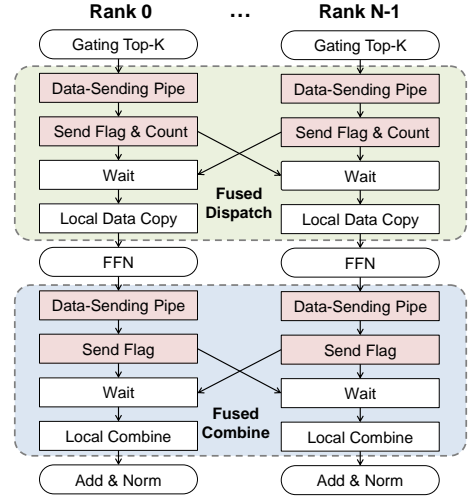 Rank 0 ... Rank N-1
Gating Top-K Gating Top-K
Data-Sending Pipe Data-Sending Pipe
Send Flag & Count Send Flag & Count
Wait Wait
Fused
Dispatch
Local Data Copy Local Data Copy
FFN FFN
Data-Sending Pipe Data-Sending Pipe
Send Flag Send Flag
Wait Wait
Fused
Combine
Local Combine Local Combine
Add & Norm Add & Norm